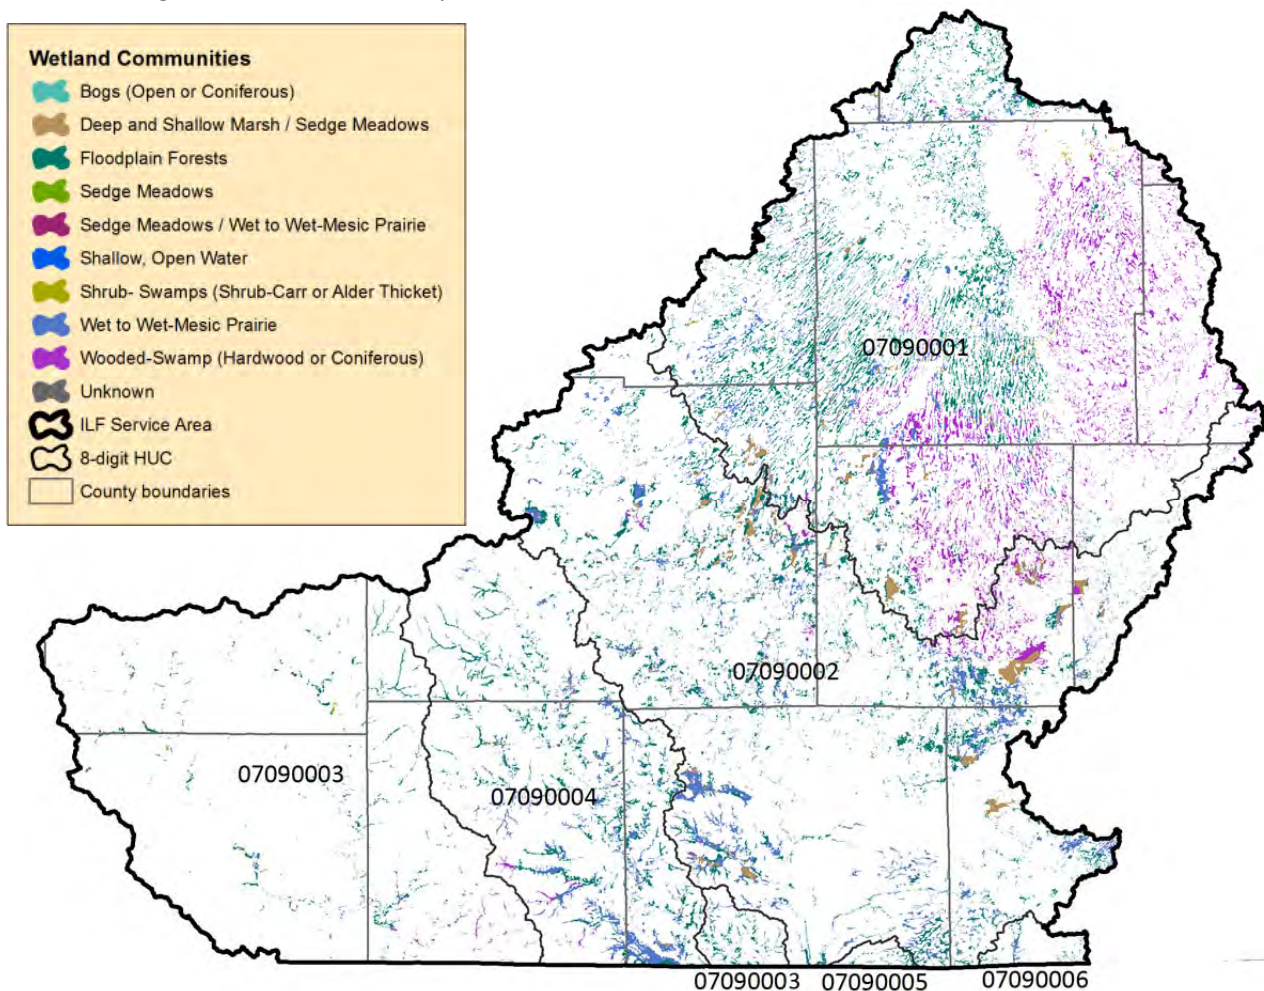 Wetland Communities
Bogs (Open or Coniferous)
Deep and Shallow Marsh / Sedge Meadows
Floodplain Forests
Sedge Meadows
Sedge Meadows / Wet to Wet-Mesic Prairie
Shallow, Open Water
Shrub- Swamps (Shrub-Carr or Alder Thicket)
Wet to Wet-Mesic Prairie
Wooded-Swamp (Hardwood or Coniferous)
Unknown
ILF Service Area
8-digit HUC
County boundaries
07090001
07090002
07090003
07090004
07090003 07090005 07090006